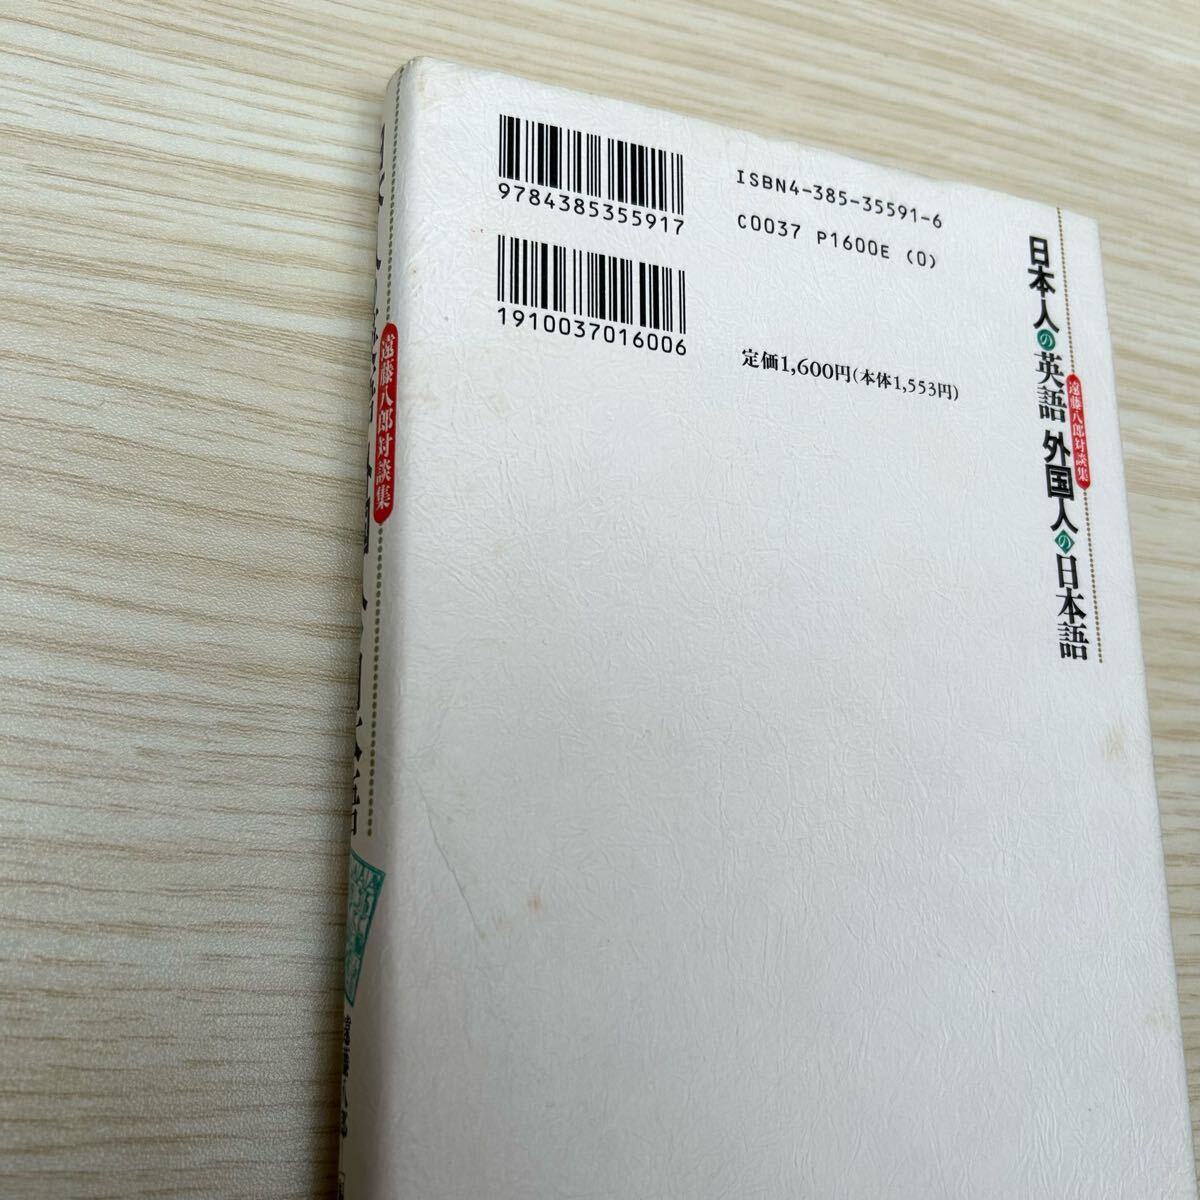 9784385355917
1910037016006
ISBN4-385-35591-6
C0037 P1600E (0)
定価1,600円(本体1,553円)
日本人の英語 外国人の日本語
遠藤八郎対談集
遠藤八郎対談集